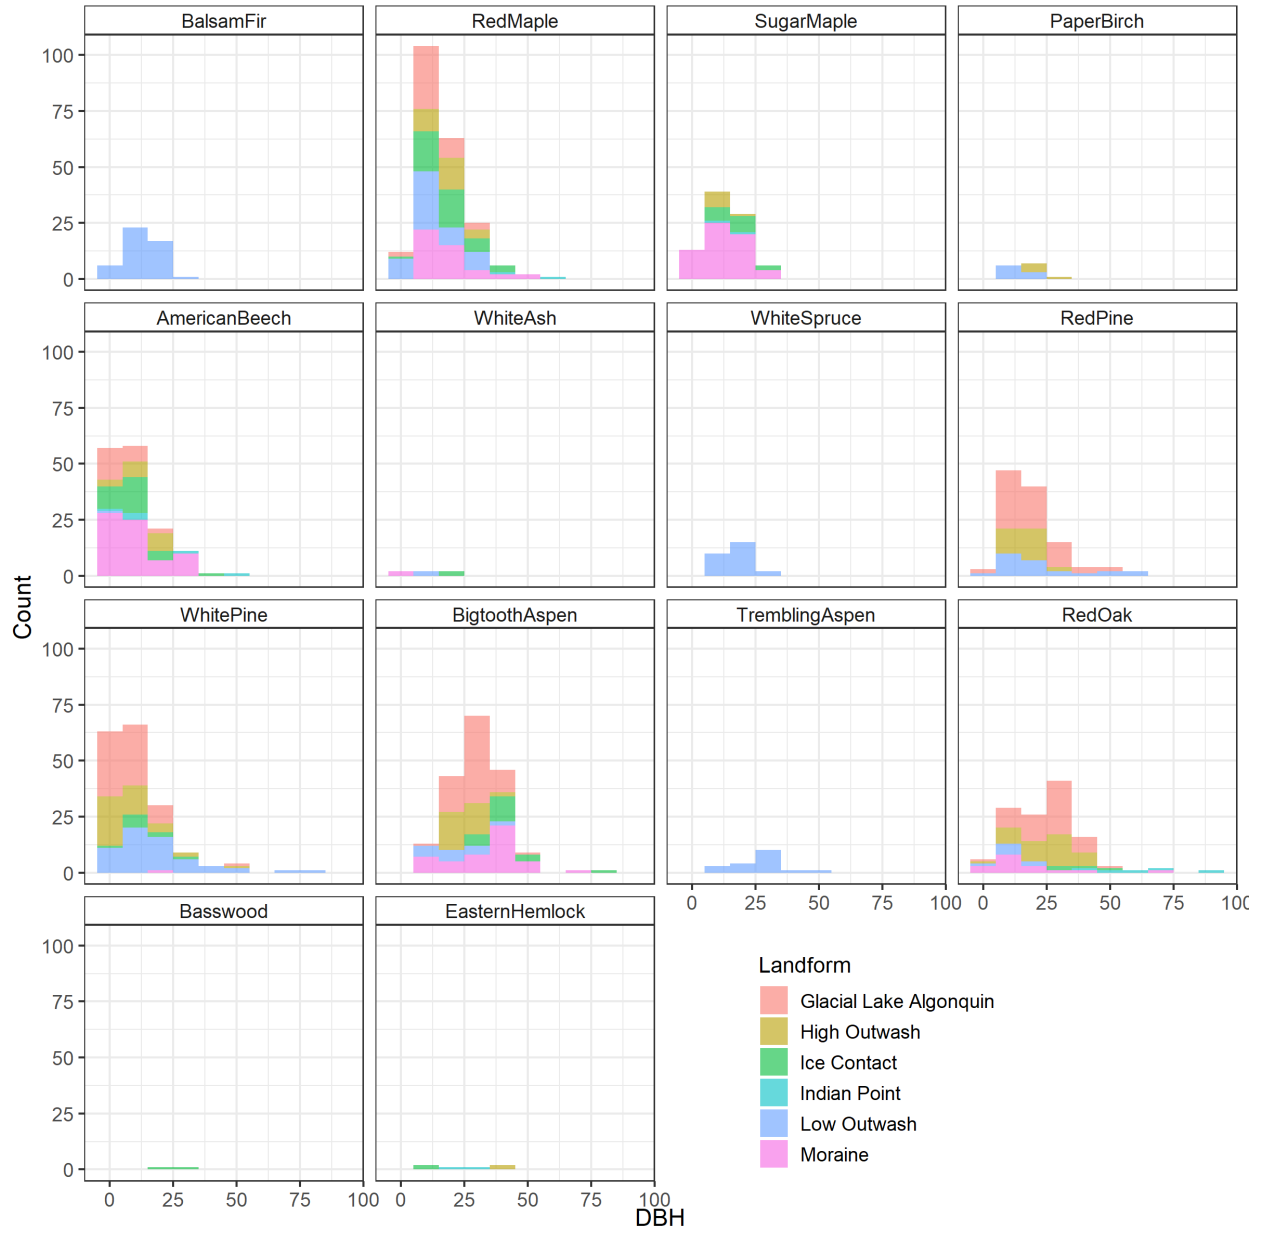 BalsamFir RedMaple SugarMaple PaperBirch
100
75
50
25
0
AmericanBeech WhiteAsh WhiteSpruce RedPine
100
75
50
25
0
Count
WhitePine BigtoothAspen TremblingAspen RedOak
100
75
50
25
0
0 25 50 75 100 0 25 50 75 100
Basswood EasternHemlock
100
75
50
25
0
0 25 50 75 100 0 25 50 75 100
DBH
Landform
Glacial Lake Algonquin
High Outwash
Ice Contact
Indian Point
Low Outwash
Moraine